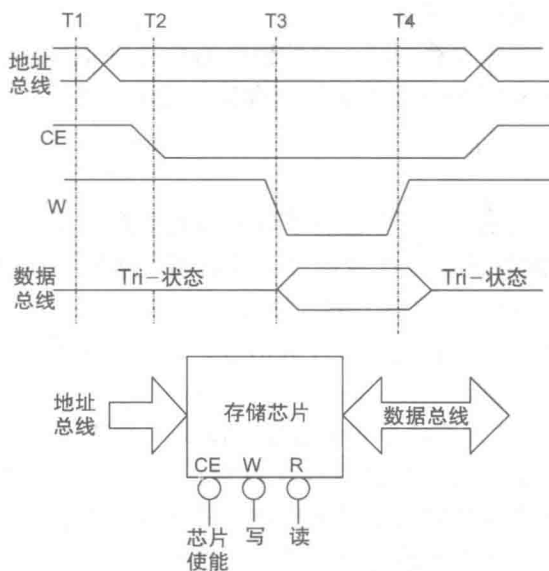 T1 T2 T3 T4
地址
总线
CE
W
数据
总线
Tri－状态 Tri－状态
地址
总线
存储芯片
数据总线
CE W R
芯片
使能
写 读